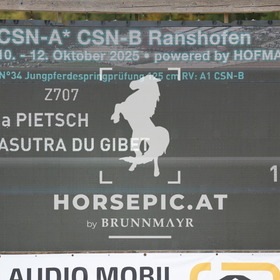 CSN-A* CSN-B Ranshofen
10. - 12. Oktober 2025 • powered by HOFMA
N°34 Jungpferdespringprüfung 125 cm RV: A1 CSN-B
Z707
a PIETSCH
ASUTRA DU GIBET
1
HORSEPIC.AT
by BRUNNMAYR
AUDIO MOBIL